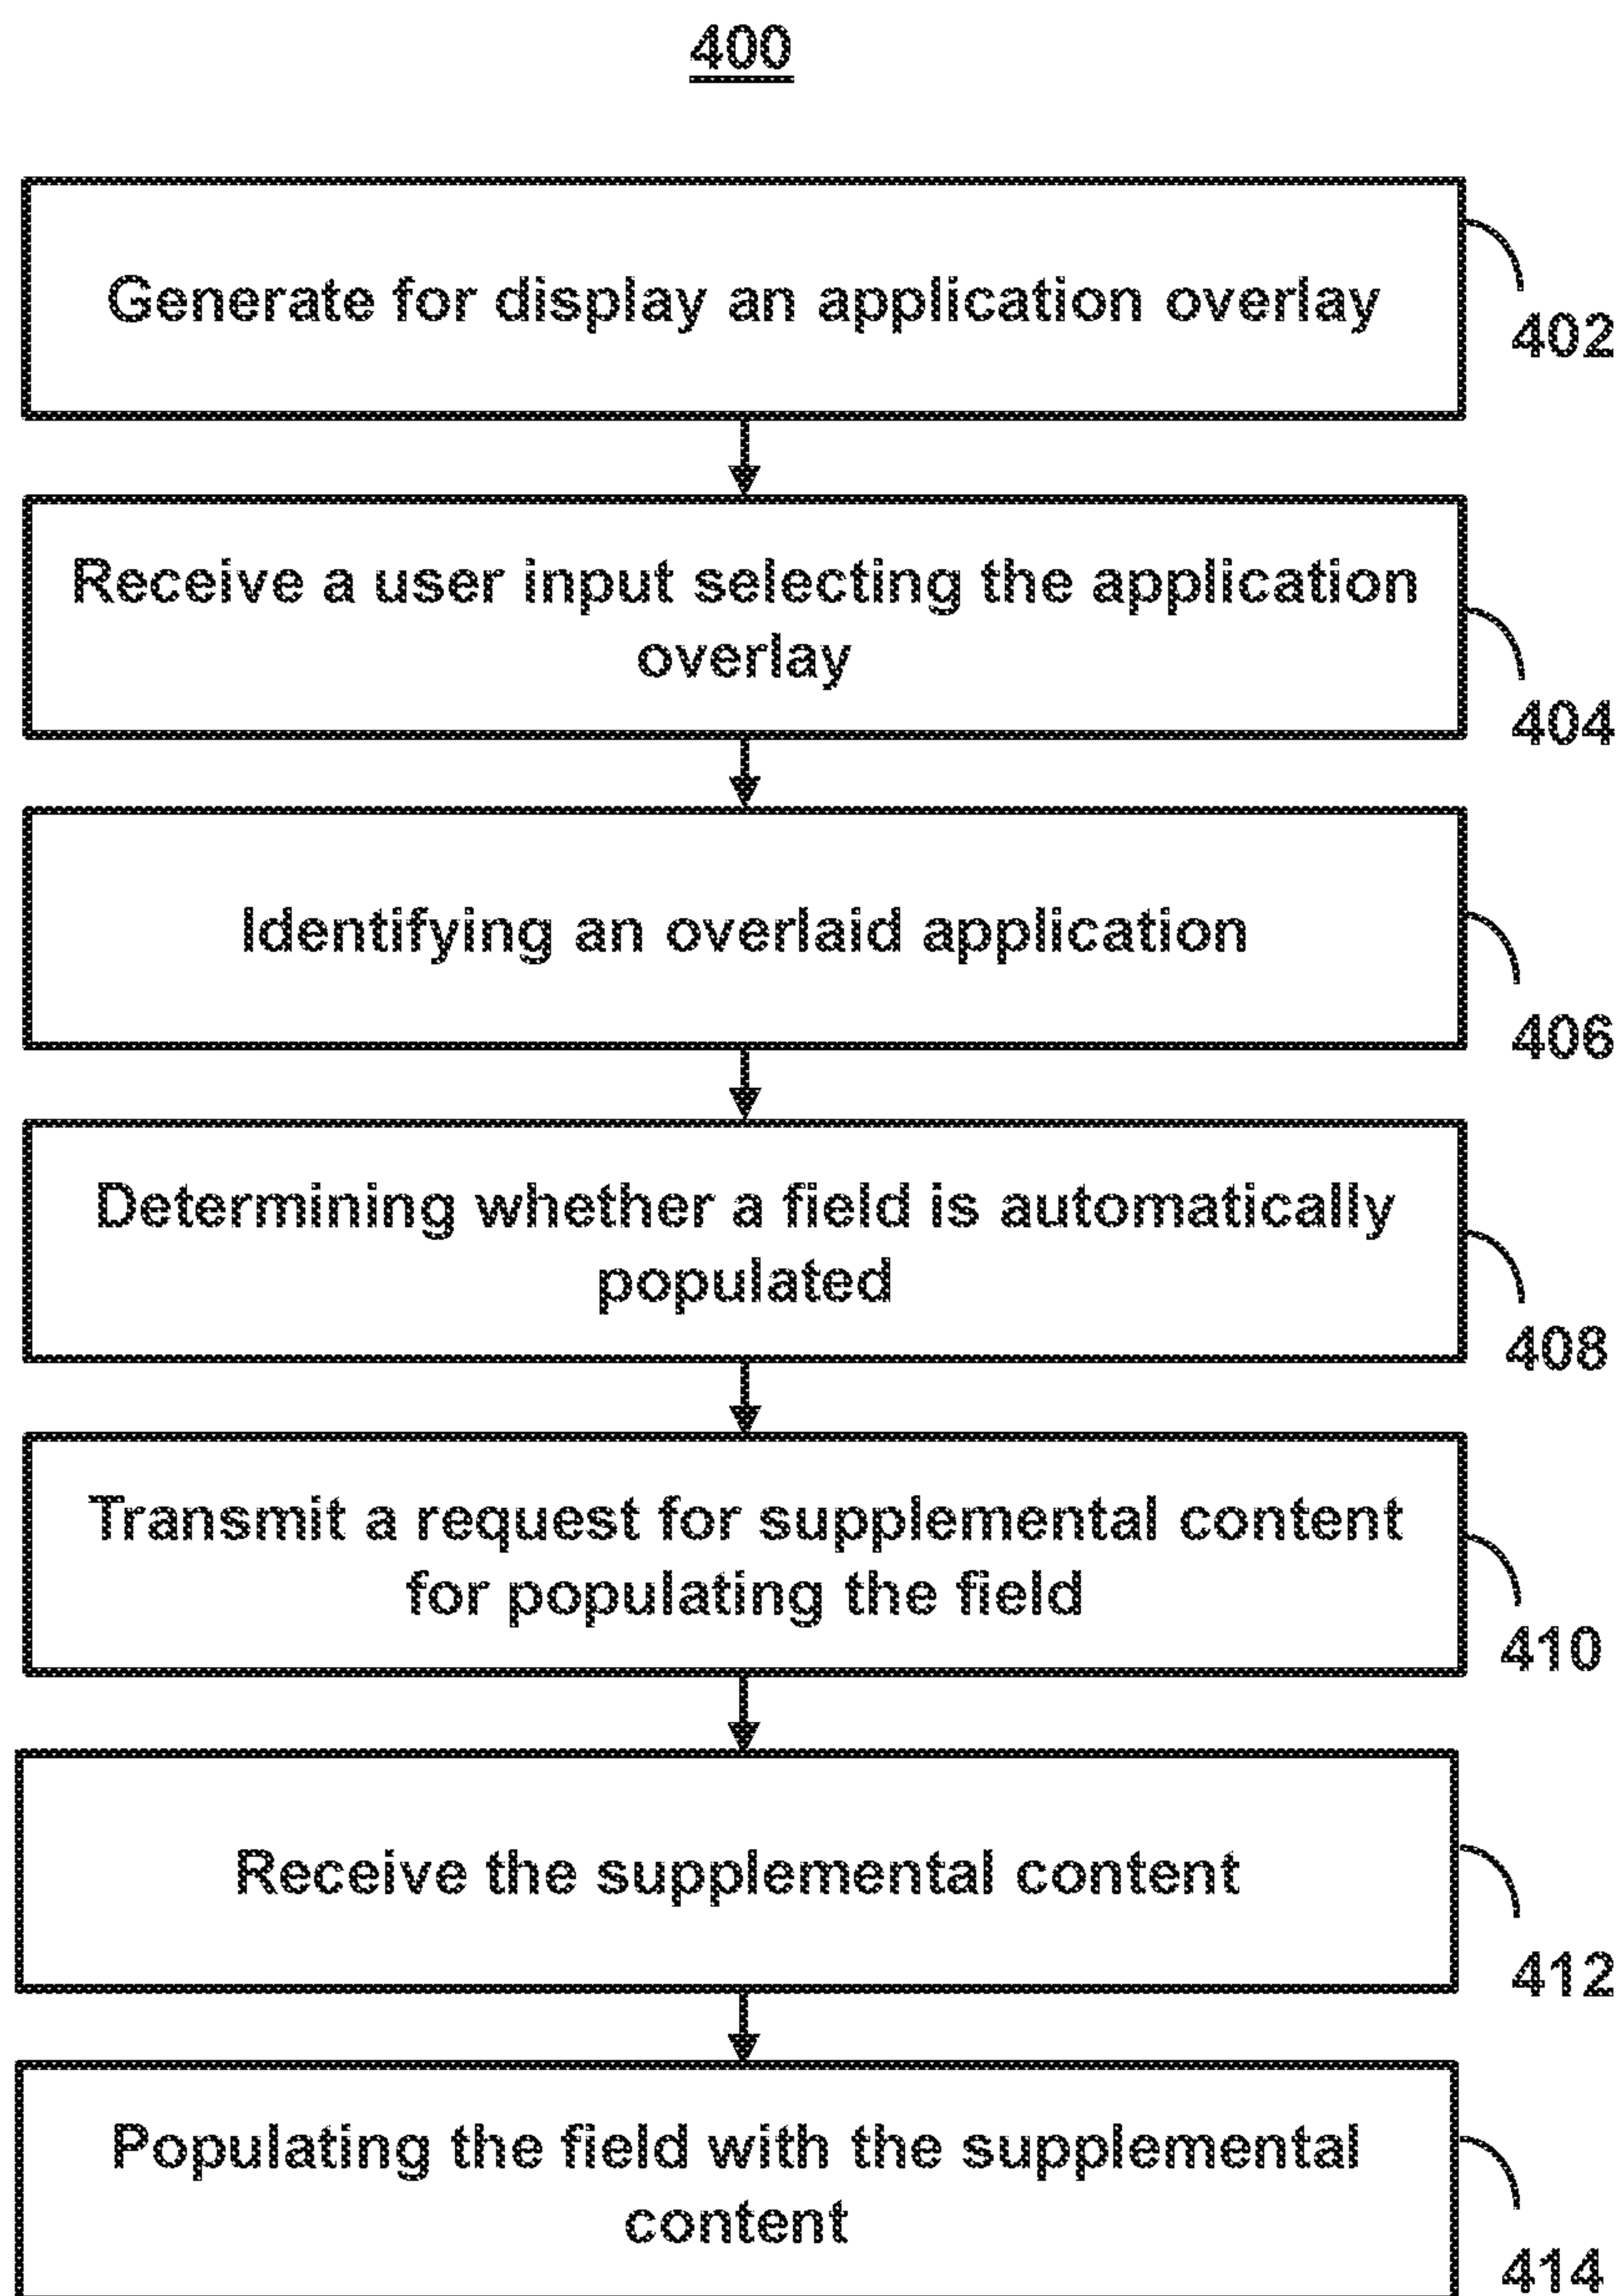 400
Generate for display an application overlay
402
Receive a user input selecting the application
overlay
404
Identifying an overlaid application
406
Determining whether a field is automatically
populated
408
Transmit a request for supplemental content
for populating the field
410
Receive the supplemental content
412
Populating the field with the supplemental
content
414